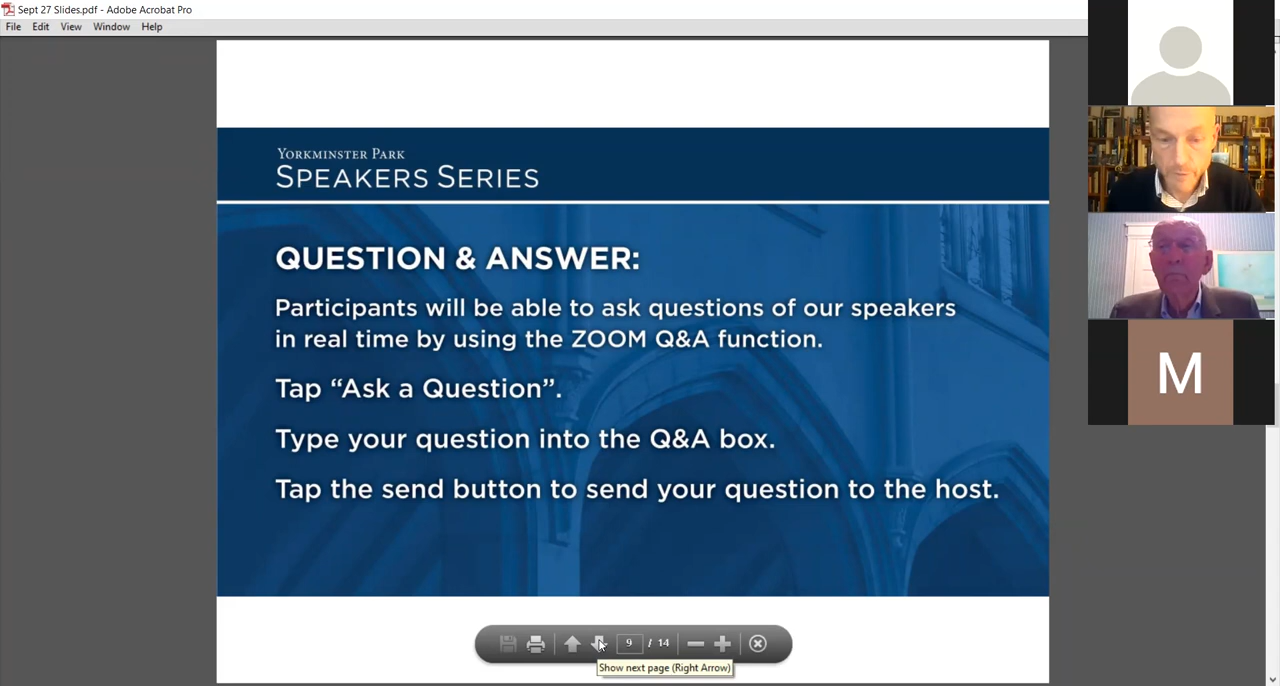 Sept 27 Slides.pdf - Adobe Acrobat Pro
File Edit View Window Help
YORKMINSTER PARK
SPEAKERS SERIES
QUESTION & ANSWER:
Participants will be able to ask questions of our speakers
in real time by using the ZOOM Q&A function.
Tap “Ask a Question”.
Type your question into the Q&A box.
Tap the send button to send your question to the host.
M
9 / 14
Show next page (Right Arrow)